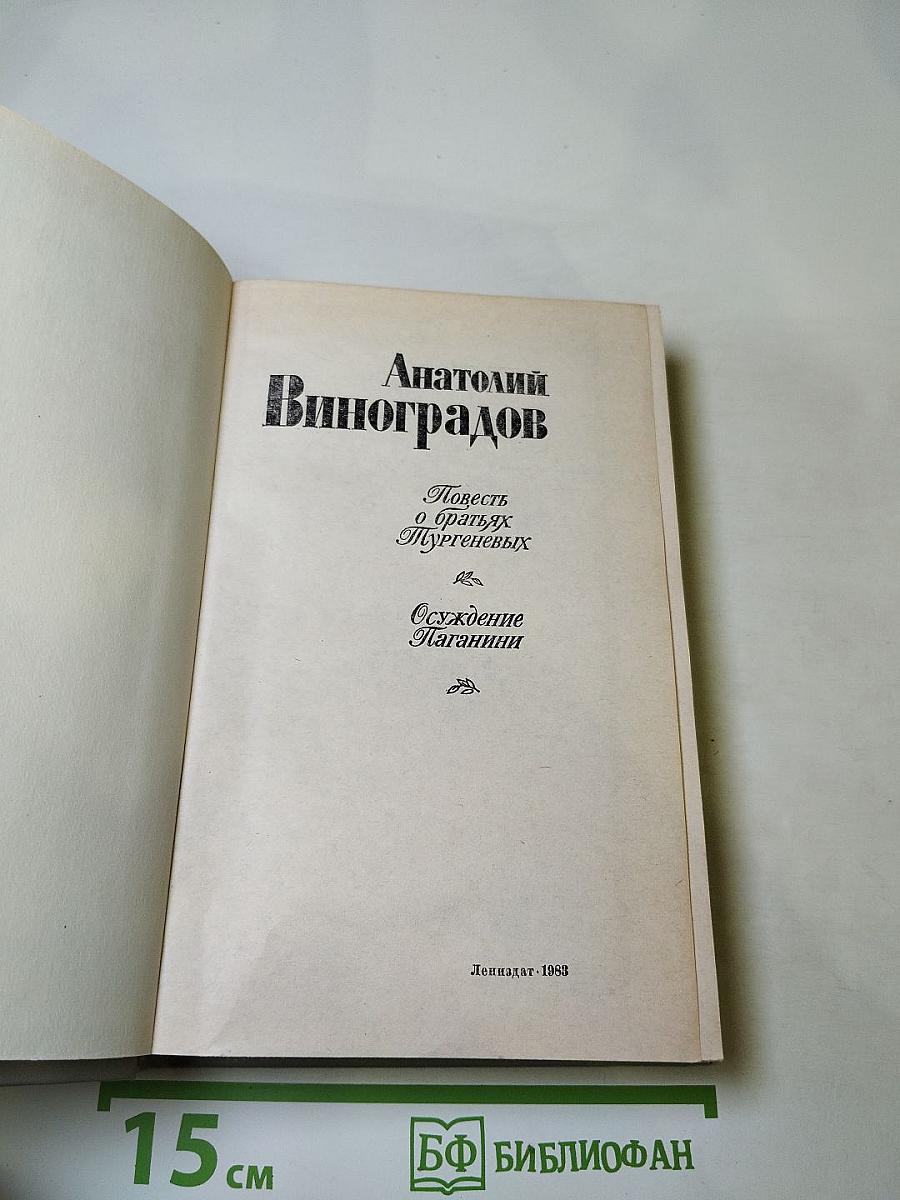 Анатолий
Виноградов
Повесть
о братьях
Тургеневых
Осуждение
Паганини
Лениздат · 1983
15 см
БФ БИБЛИОФАН